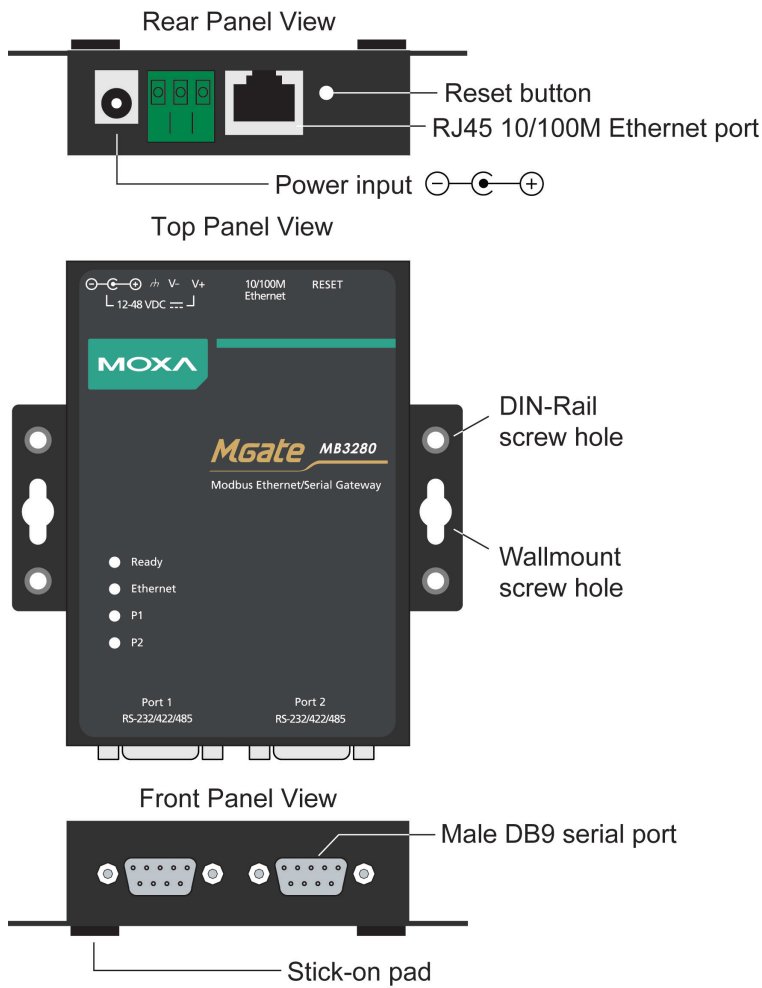 Rear Panel View
Reset button
RJ45 10/100M Ethernet port
Power input
Top Panel View
V- V+
12-48 VDC
10/100M
Ethernet
RESET
MOXA
MGate MB3280
Modbus Ethernet/Serial Gateway
DIN-Rail
screw hole
Wallmount
screw hole
Ready
Ethernet
P1
P2
Port 1
RS-232/422/485
Port 2
RS-232/422/485
Front Panel View
Male DB9 serial port
Stick-on pad